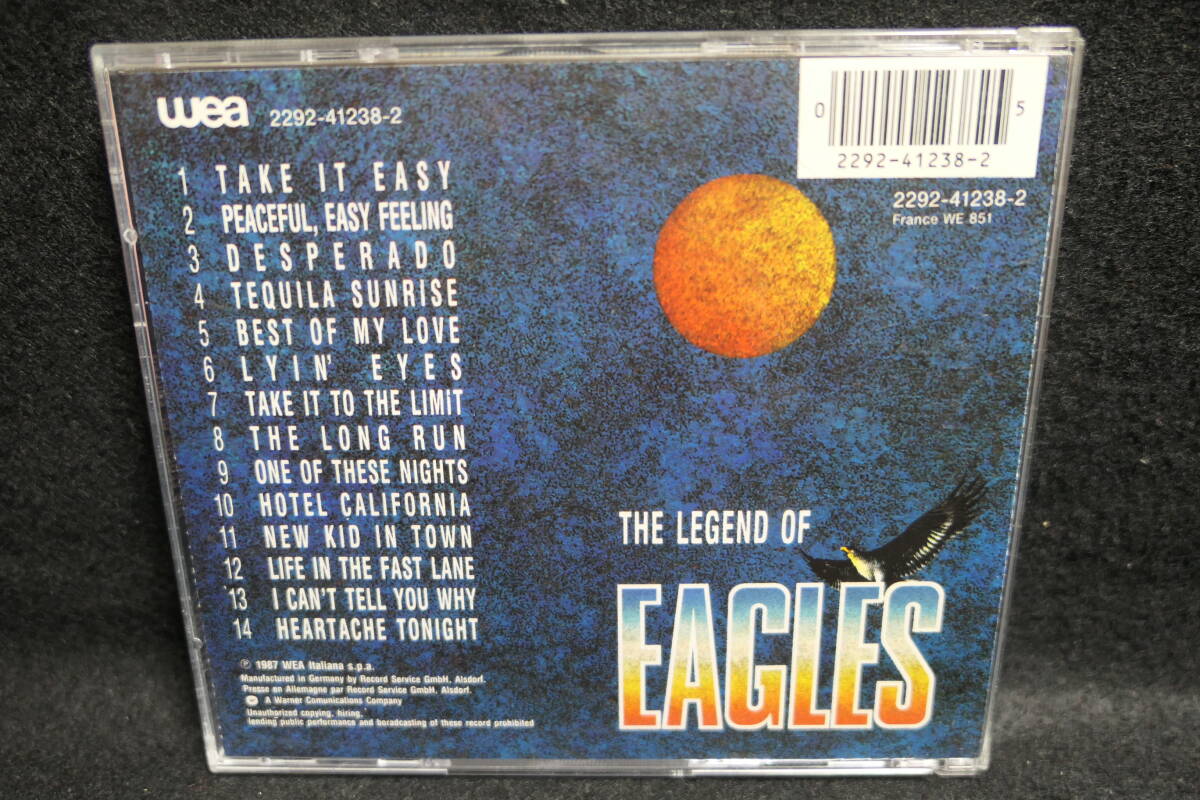 wea 2292-41238-2
1 TAKE IT EASY
2 PEACEFUL, EASY FEELING
3 DESPERADO
4 TEQUILA SUNRISE
5 BEST OF MY LOVE
6 LYIN' EYES
7 TAKE IT TO THE LIMIT
8 THE LONG RUN
9 ONE OF THESE NIGHTS
10 HOTEL CALIFORNIA
11 NEW KID IN TOWN
12 LIFE IN THE FAST LANE
13 I CAN'T TELL YOU WHY
14 HEARTACHE TONIGHT
℗ 1987 WEA Italiana s.p.a.
Manufactured in Germany by Record Service GmbH, Alsdorf.
Presse en Allemagne par Record Service GmbH, Alsdorf.
A Warner Comunications Company
Unauthorized copying, hiring,
lending public performance and boradcasting of these record prohibited
0 5
2292-41238-2
2292-41238-2
France WE 851
THE LEGEND OF
EAGLES